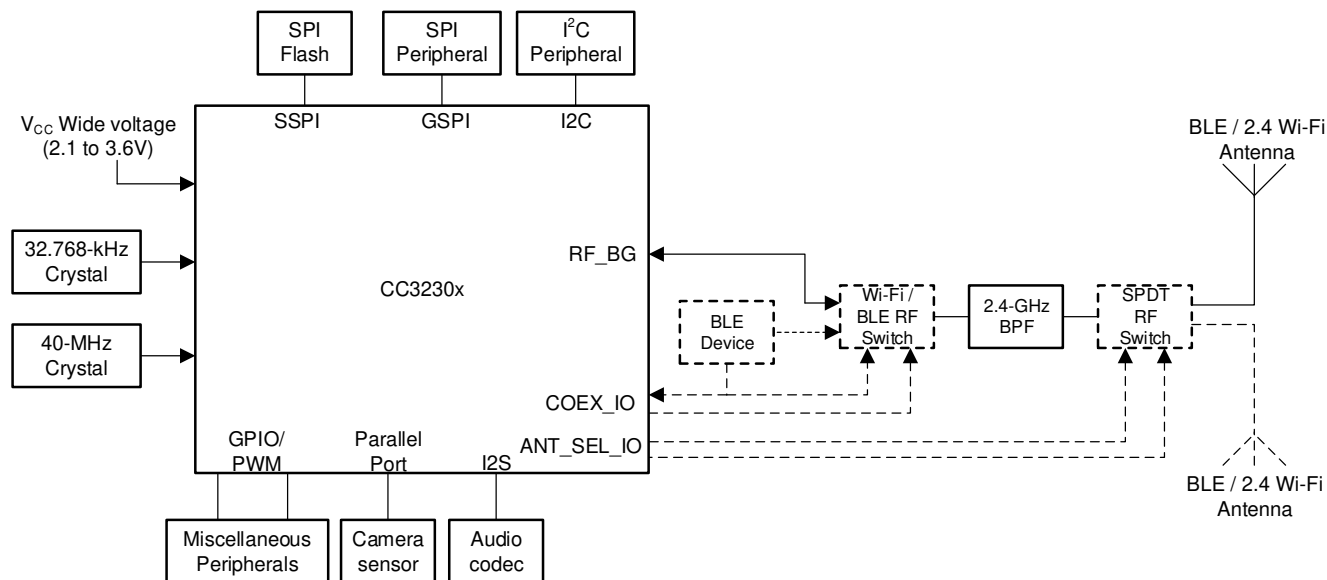 SPI
Flash
SPI
Peripheral
I²C
Peripheral
SSPI
GSPI
I2C
VCC Wide voltage
(2.1 to 3.6V)
32.768-kHz
Crystal
40-MHz
Crystal
CC3230x
RF_BG
COEX_IO
ANT_SEL_IO
GPIO/
PWM
Parallel
Port
I2S
Miscellaneous
Peripherals
Camera
sensor
Audio
codec
BLE
Device
Wi-Fi /
BLE RF
Switch
2.4-GHz
BPF
SPDT
RF
Switch
BLE / 2.4 Wi-Fi
Antenna
BLE / 2.4 Wi-Fi
Antenna